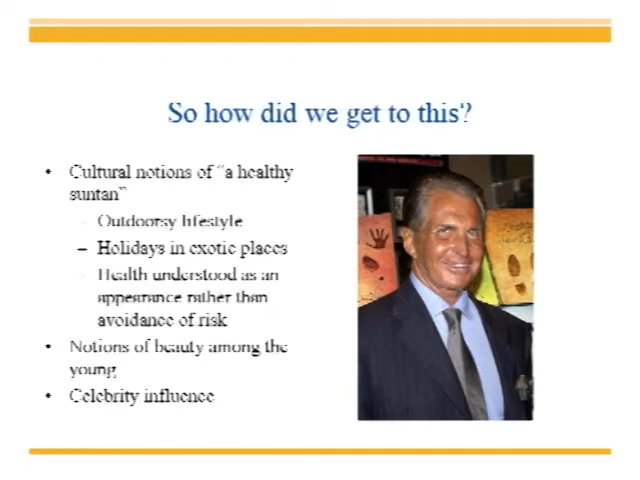 So how did we get to this?
• Cultural notions of "a healthy
suntan"
– Outdoorsy lifestyle
– Holidays in exotic places
– Health understood as an
appearance rather than
avoidance of risk
• Notions of beauty among the
young
• Celebrity influence